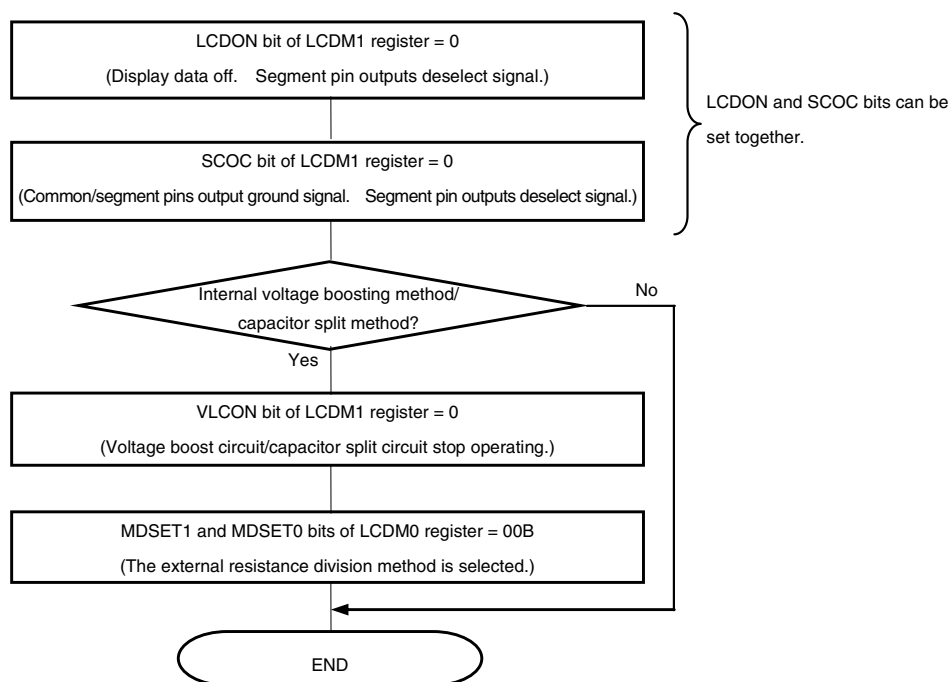 LCDON bit of LCDM1 register = 0
(Display data off. Segment pin outputs deselect signal.)
LCDON and SCOC bits can be
set together.
SCOC bit of LCDM1 register = 0
(Common/segment pins output ground signal. Segment pin outputs deselect signal.)
Internal voltage boosting method/
capacitor split method?
No
Yes
VLCON bit of LCDM1 register = 0
(Voltage boost circuit/capacitor split circuit stop operating.)
MDSET1 and MDSET0 bits of LCDM0 register = 00B
(The external resistance division method is selected.)
END